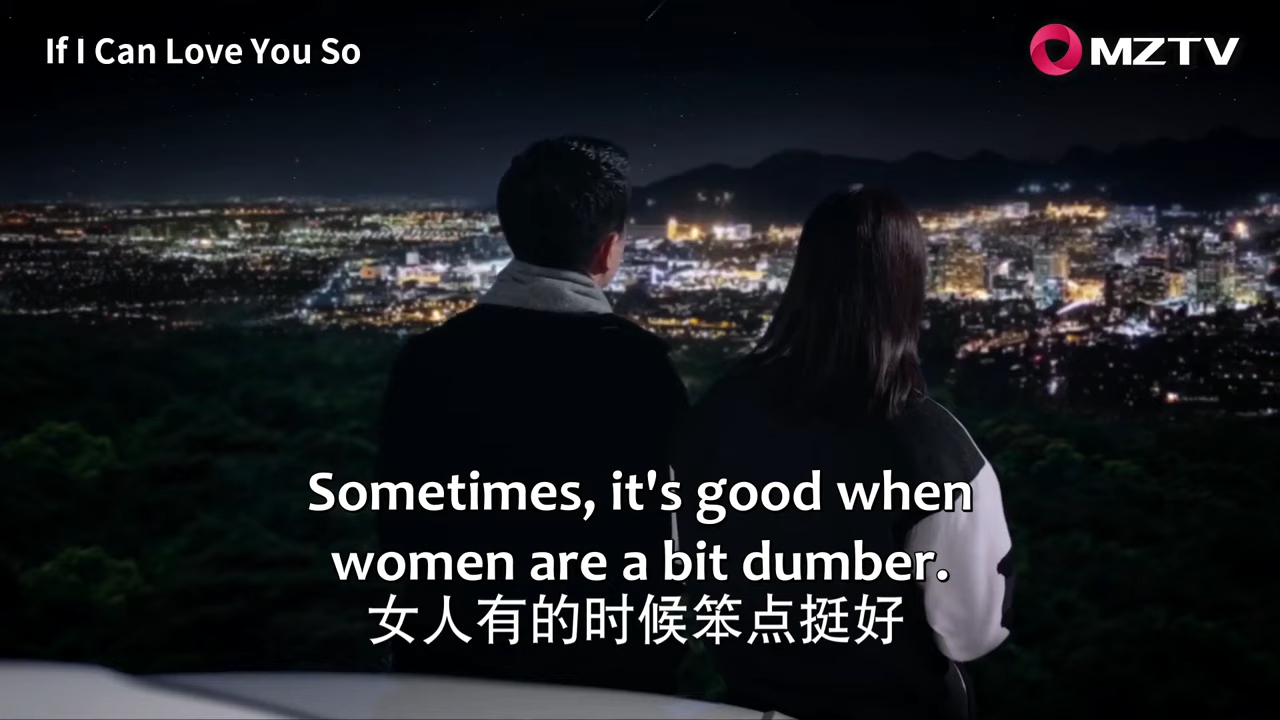 If I Can Love You So
MZTV
Sometimes, it's good when
women are a bit dumber.
女人有的时候笨点挺好